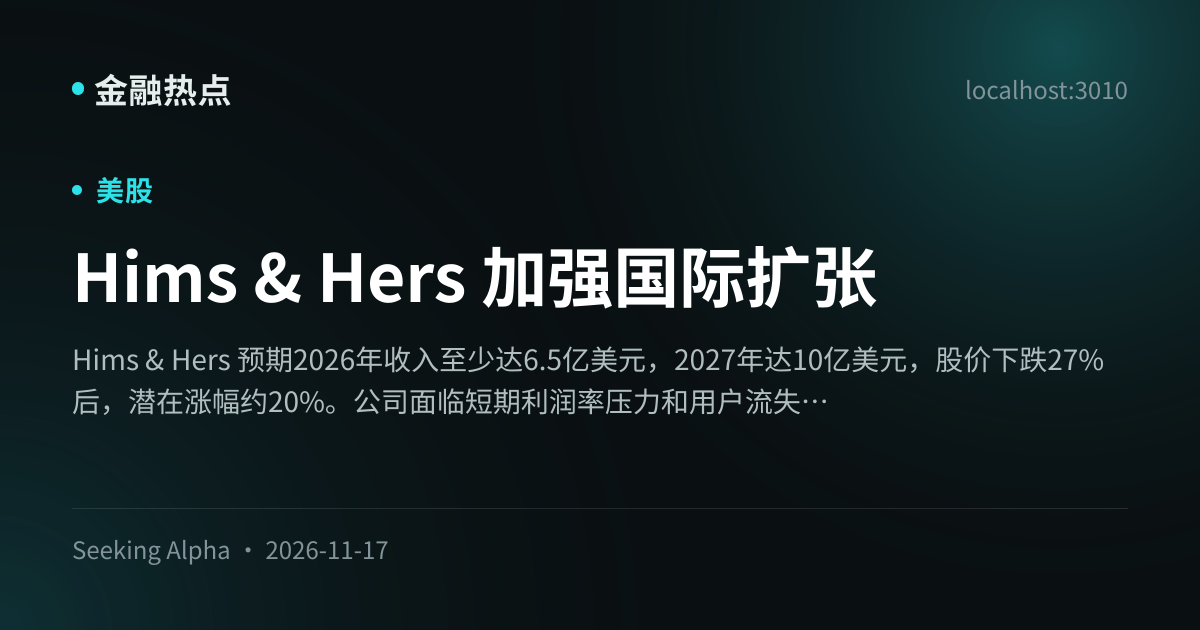 金融热点
localhost:3010
美股
Hims & Hers 加强国际扩张
Hims & Hers 预期2026年收入至少达6.5亿美元，2027年达10亿美元，股价下跌27%
后，潜在涨幅约20%。公司面临短期利润率压力和用户流失…
Seeking Alpha • 2026-11-17